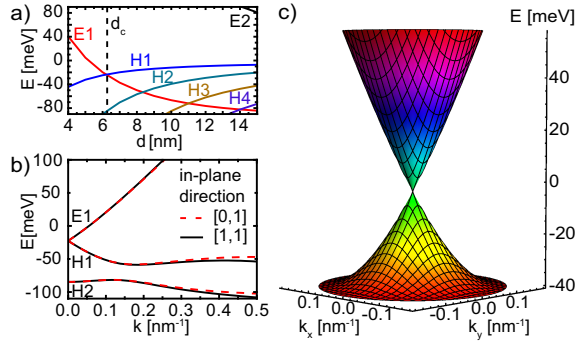 a)
E [meV]
40
0
-40
-80
E1
d_c
E2
H1
H2
H3
H4
4 6 8 10 12 14
d [nm]
b)
E[meV]
100
50
0
-50
-100
E1
H1
H2
in-plane
direction
[0,1]
[1,1]
0 0.1 0.2 0.3 0.4 0.5
k [nm⁻¹]
c)
E [meV]
40
20
0
-20
-40
0.1 0 -0.1
k_x [nm⁻¹]
-0.1 0 0.1
k_y [nm⁻¹]